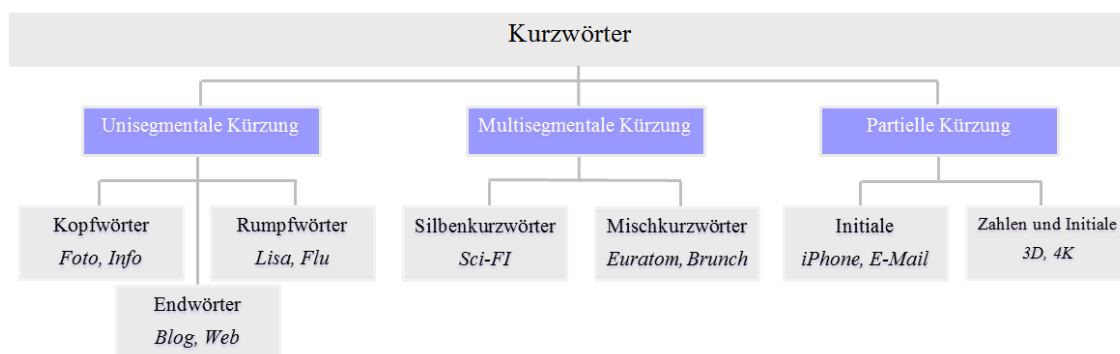 Kurzwörter
Unisegmentale Kürzung
Multisegmentale Kürzung
Partielle Kürzung
Kopfwörter
Foto, Info
Rumpfwörter
Lisa, Flu
Endwörter
Blog, Web
Silbenkurzwörter
Sci-FI
Mischkurzwörter
Euratom, Brunch
Initiale
iPhone, E-Mail
Zahlen und Initiale
3D, 4K